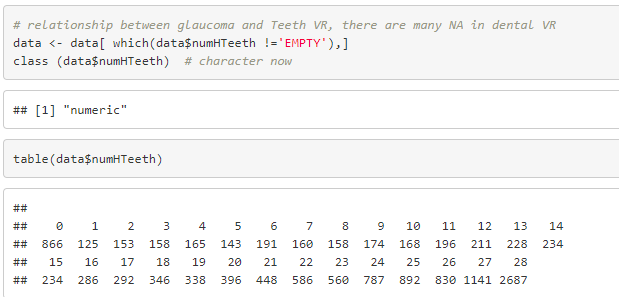 # relationship between glaucoma and Teeth VR, there are many NA in dental VR
data <- data[ which(data$numHTeeth !='EMPTY'),]
class (data$numHTeeth)  # character now
## [1] "numeric"
table(data$numHTeeth)
##
##    0    1    2    3    4    5    6    7    8    9   10   11   12   13   14
##  866  125  153  158  165  143  191  160  158  174  168  196  211  228  234
##   15   16   17   18   19   20   21   22   23   24   25   26   27   28
##  234  286  292  346  338  396  448  586  560  787  892  830 1141 2687